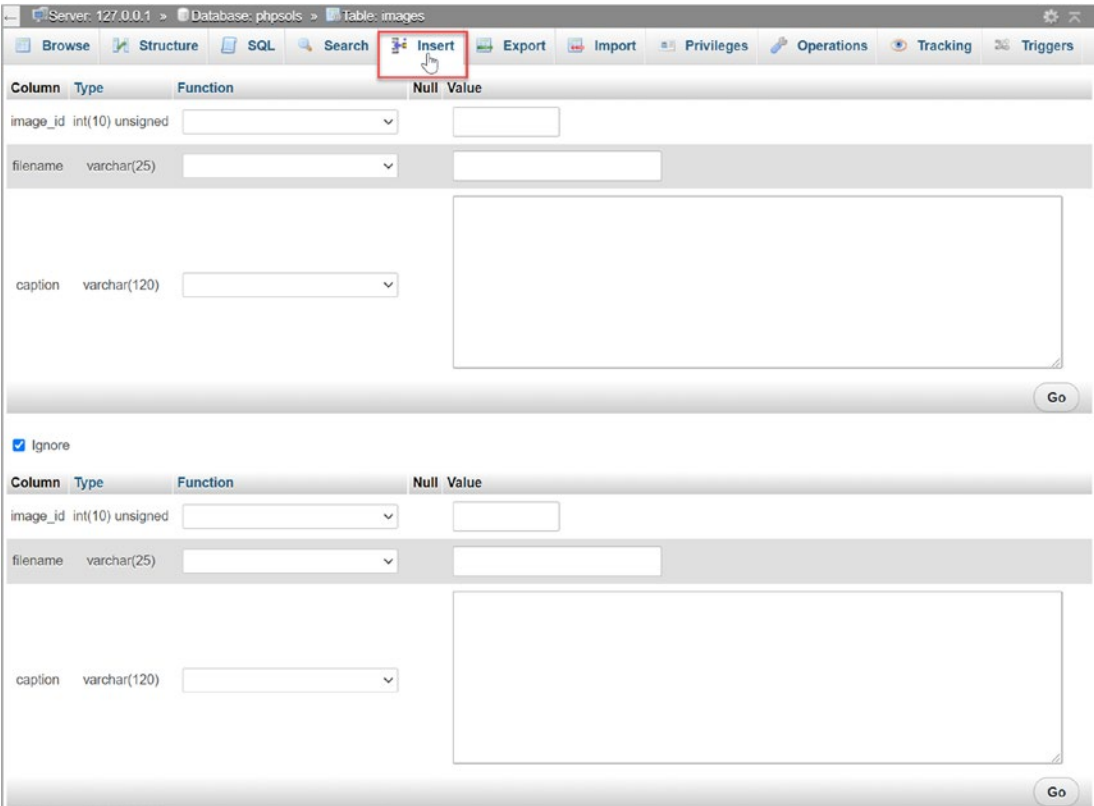 Server: 127.0.0.1 » Database: phpsols » Table: images
Browse Structure SQL Search Insert Export Import Privileges Operations Tracking Triggers
Column Type Function Null Value
image_id int(10) unsigned
filename varchar(25)
caption varchar(120)
Go
Ignore
Column Type Function Null Value
image_id int(10) unsigned
filename varchar(25)
caption varchar(120)
Go